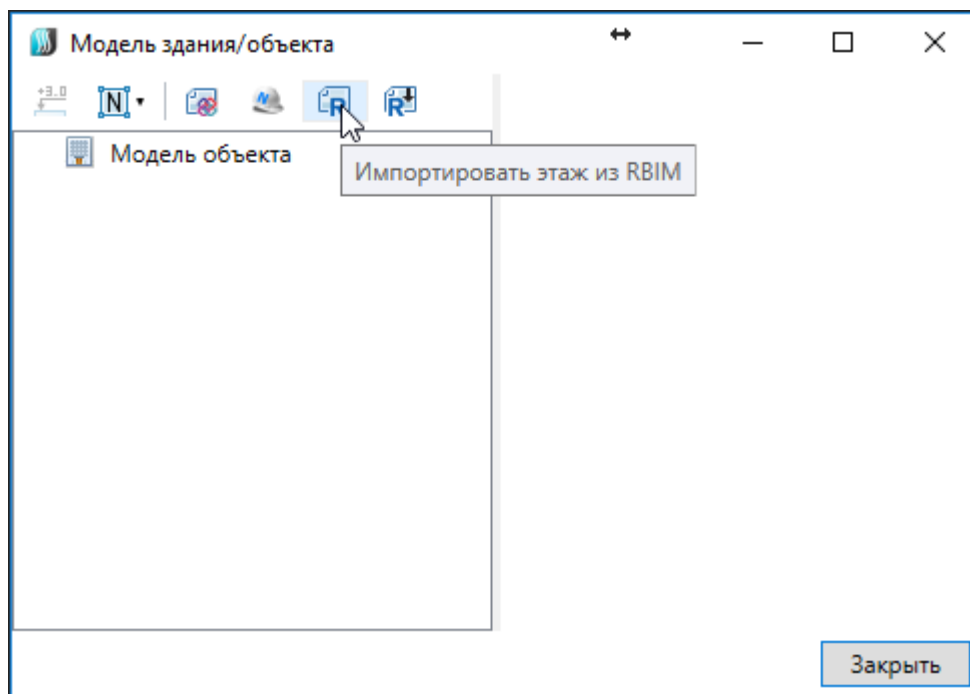 Модель здания/объекта
+3.0
N
N
R
R
Модель объекта
Импортировать этаж из RBIM
Закрыть